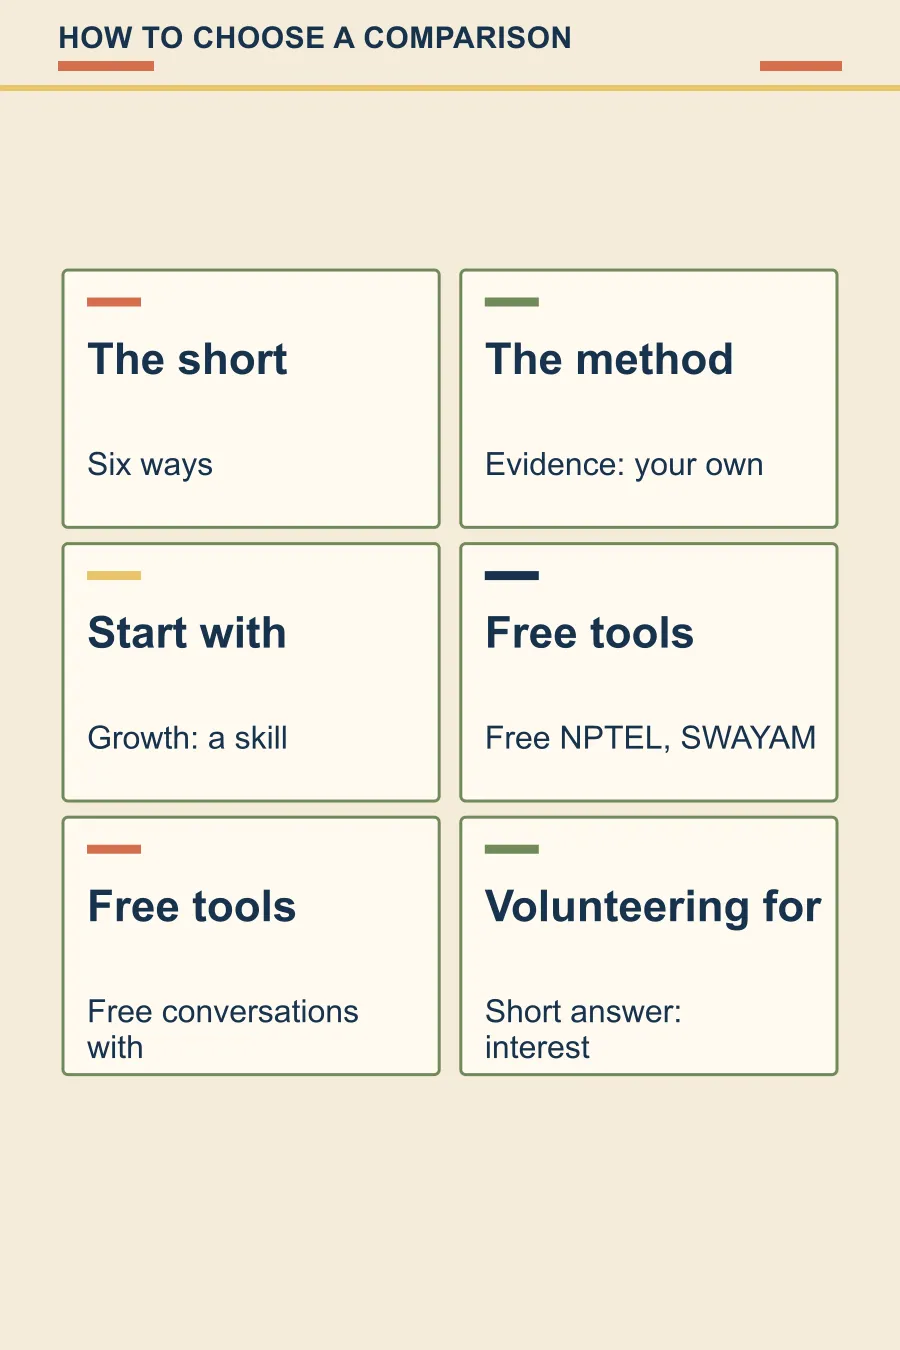 HOW TO CHOOSE A COMPARISON
The short
Six ways
The method
Evidence: your own
Start with
Growth: a skill
Free tools
Free NPTEL, SWAYAM
Free tools
Free conversations
with
Volunteering for
Short answer:
interest